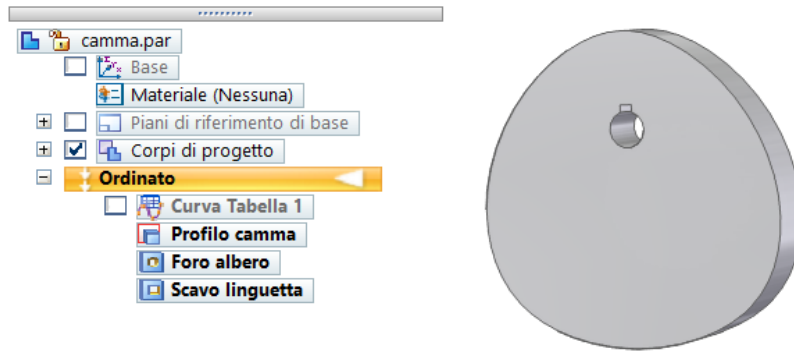 camma.par
Base
Materiale (Nessuna)
Piani di riferimento di base
Corpi di progetto
Ordinato
Curva Tabella 1
Profilo camma
Foro albero
Scavo linguetta